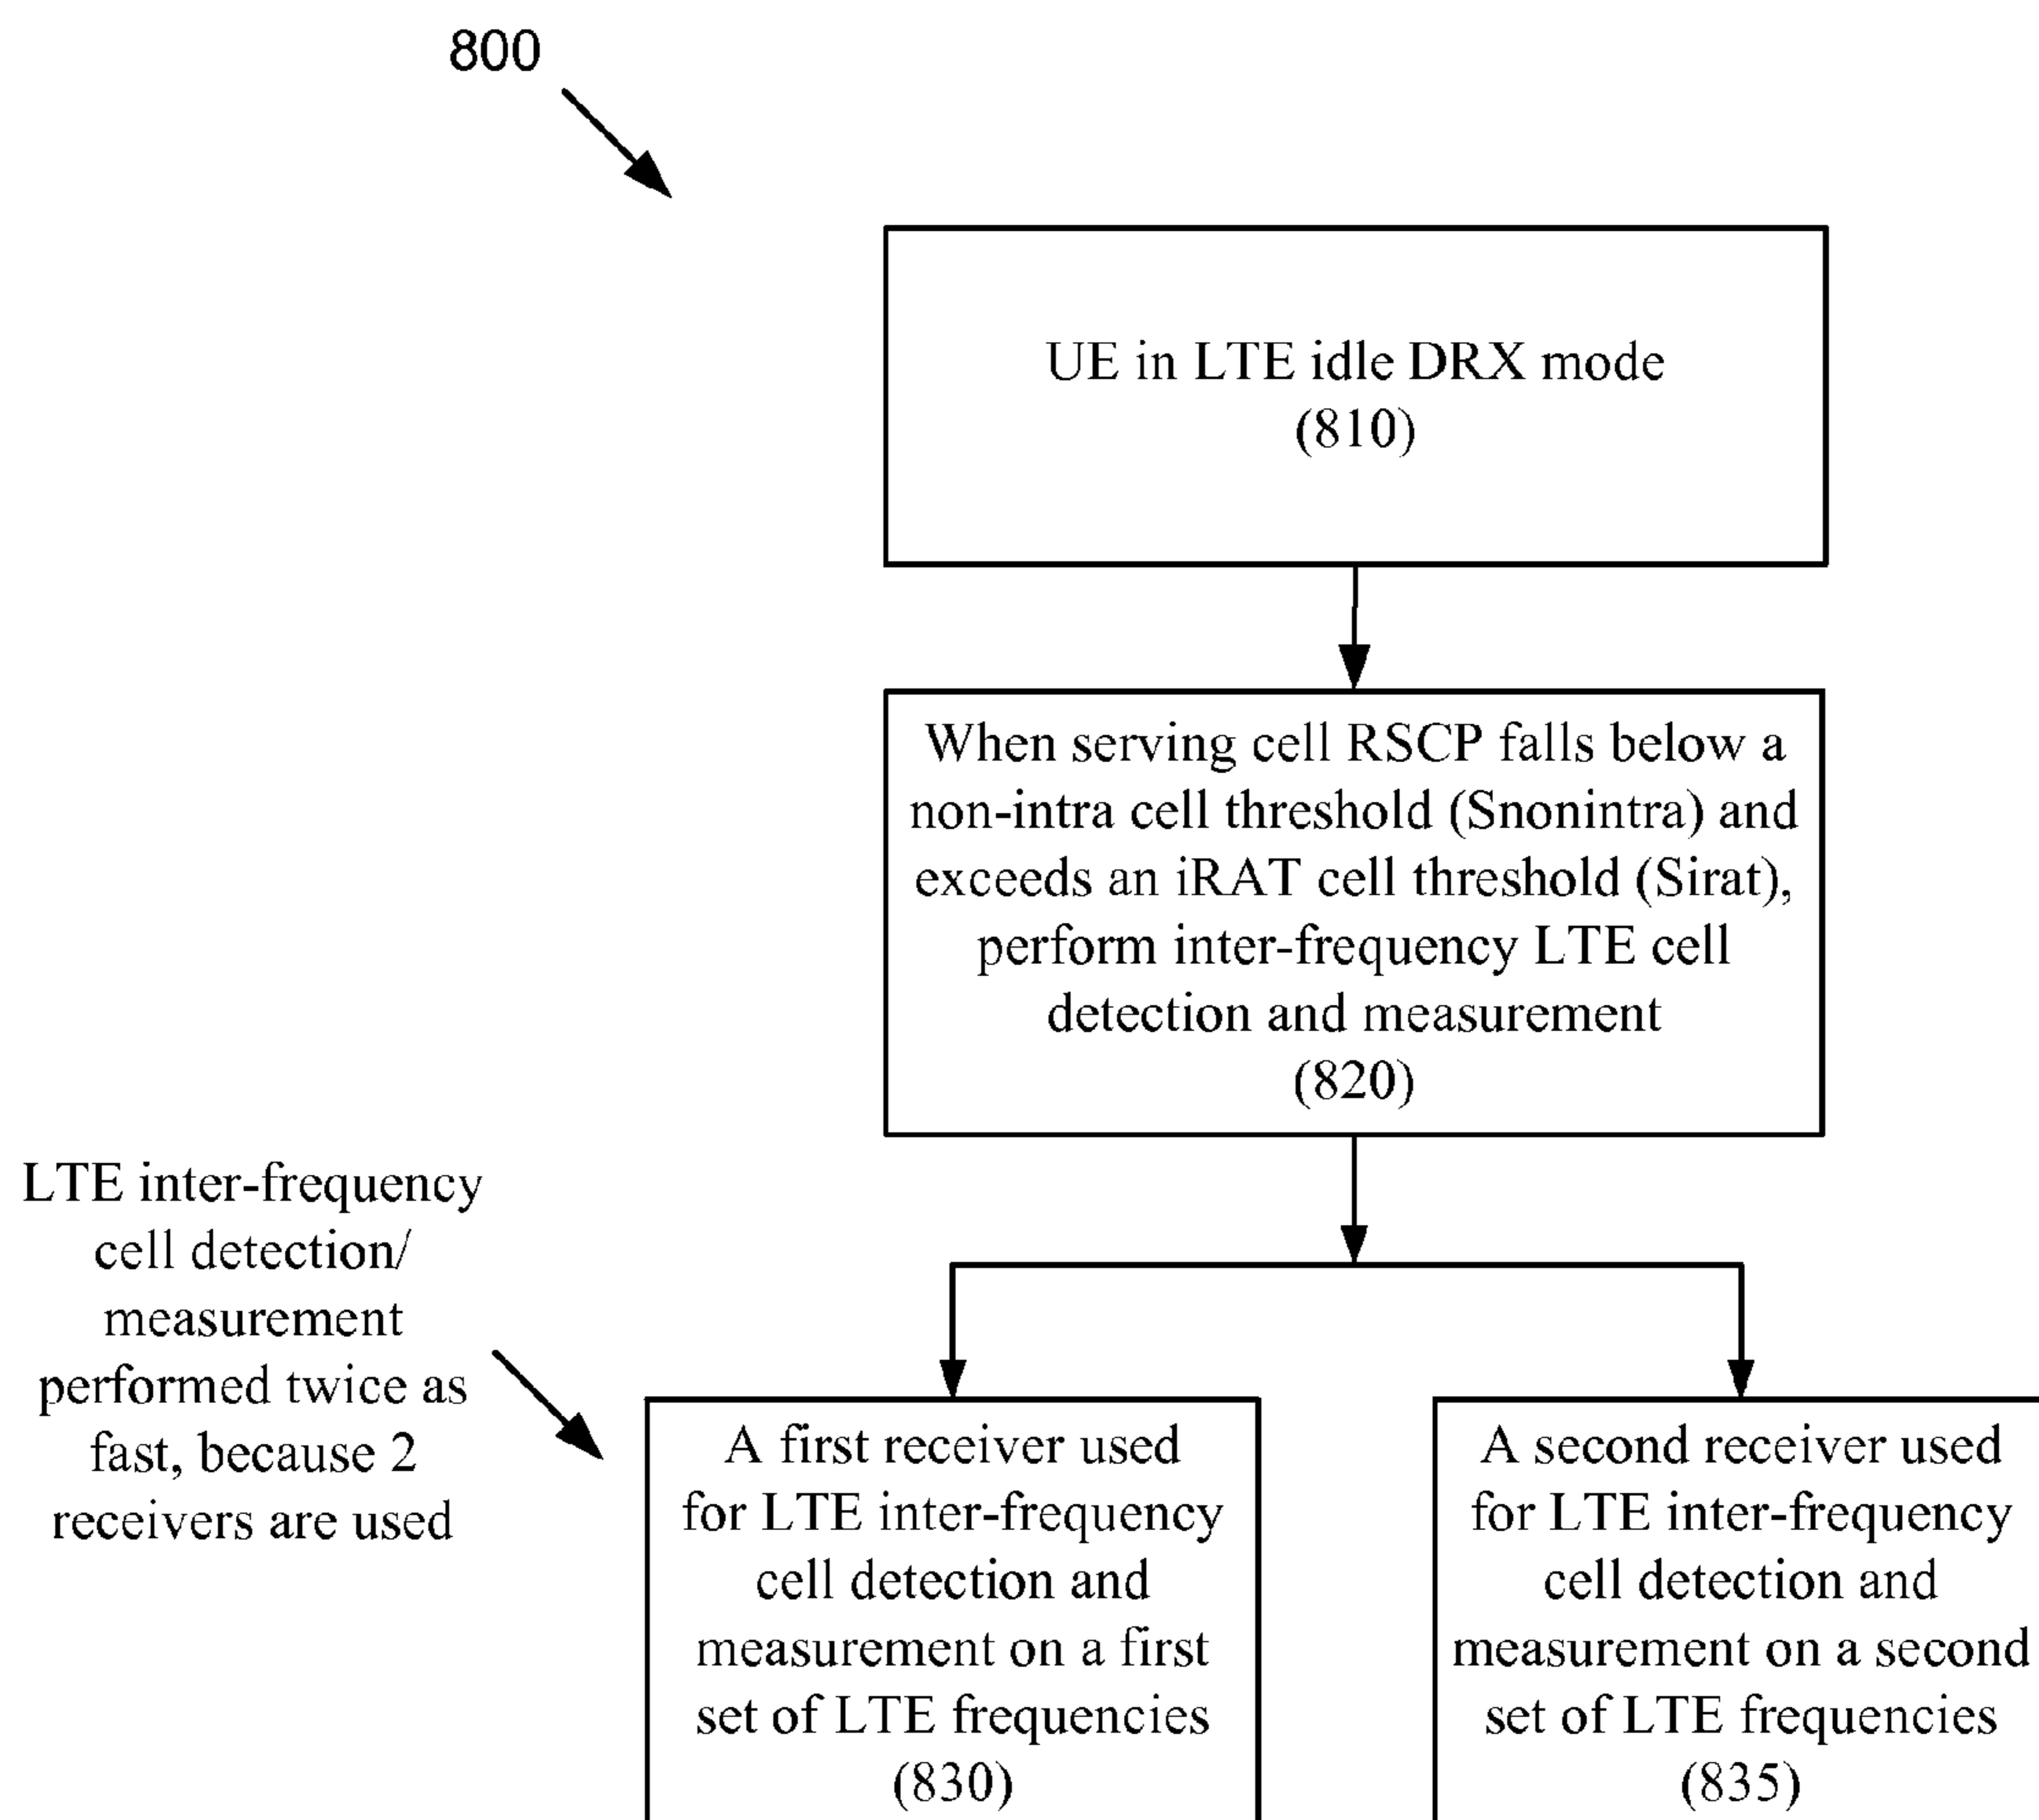 800
UE in LTE idle DRX mode
(810)
When serving cell RSCP falls below a
non-intra cell threshold (Snonintra) and
exceeds an iRAT cell threshold (Sirat),
perform inter-frequency LTE cell
detection and measurement
(820)
LTE inter-frequency
cell detection/
measurement
performed twice as
fast, because 2
receivers are used
A first receiver used
for LTE inter-frequency
cell detection and
measurement on a first
set of LTE frequencies
(830)
A second receiver used
for LTE inter-frequency
cell detection and
measurement on a second
set of LTE frequencies
(835)